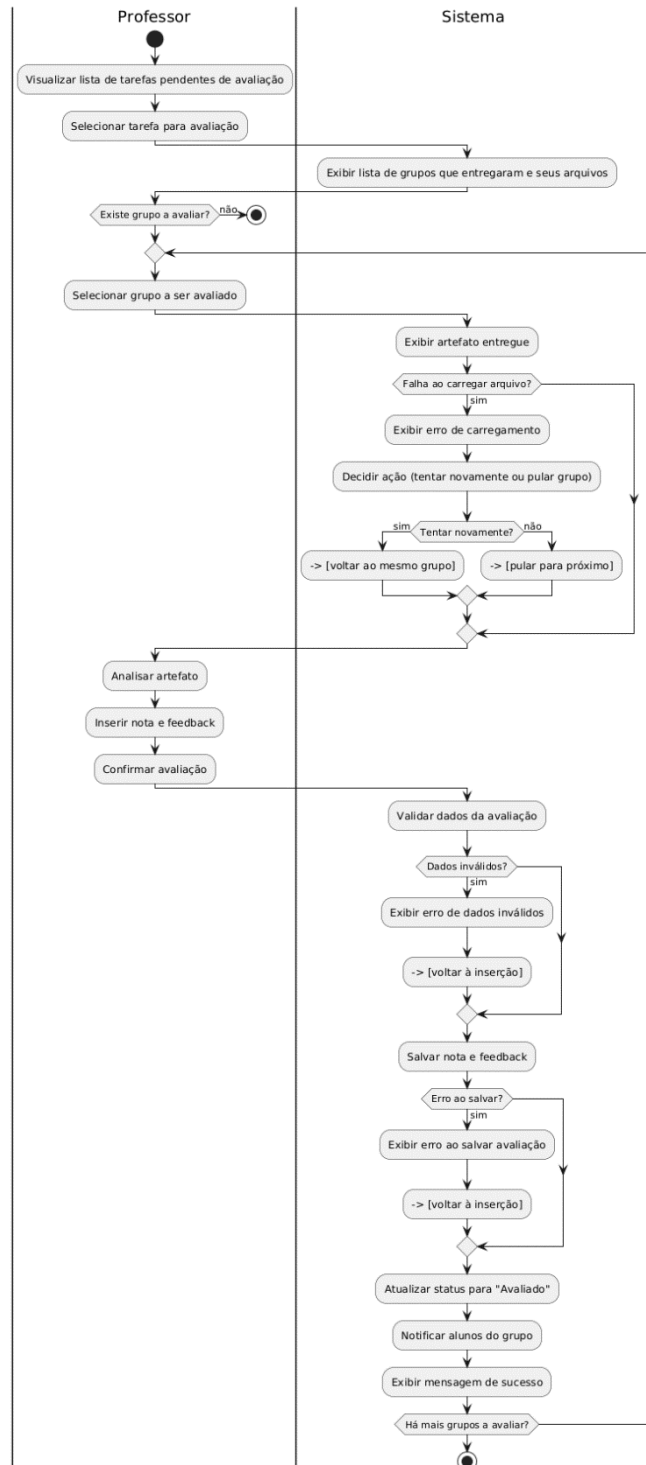 Professor
Sistema
Visualizar lista de tarefas pendentes de avaliação
Selecionar tarefa para avaliação
Exibir lista de grupos que entregaram e seus arquivos
Existe grupo a avaliar?
não
Selecionar grupo a ser avaliado
Exibir artefato entregue
Falha ao carregar arquivo?
sim
Exibir erro de carregamento
Decidir ação (tentar novamente ou pular grupo)
sim
Tentar novamente?
não
-> [voltar ao mesmo grupo]
-> [pular para próximo]
Analisar artefato
Inserir nota e feedback
Confirmar avaliação
Validar dados da avaliação
Dados inválidos?
sim
Exibir erro de dados inválidos
-> [voltar à inserção]
Salvar nota e feedback
Erro ao salvar?
sim
Exibir erro ao salvar avaliação
-> [voltar à inserção]
Atualizar status para "Avaliado"
Notificar alunos do grupo
Exibir mensagem de sucesso
Há mais grupos a avaliar?